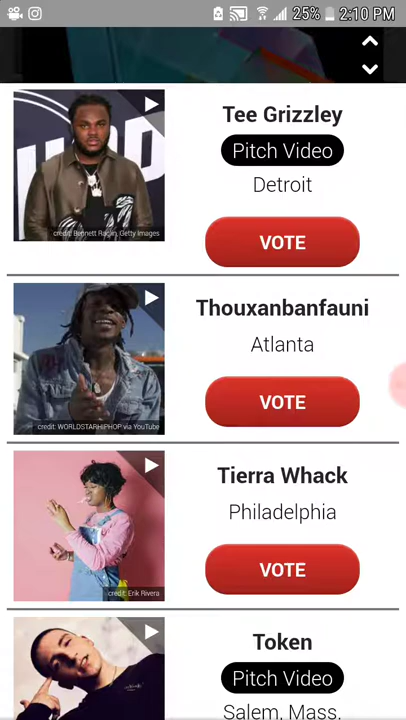 25% 2:10 PM
Tee Grizzley
Pitch Video
Detroit
credit: Bennett Raglin, Getty Images
VOTE
Thouxanbanfauni
Atlanta
credit: WORLDSTARHIPHOP via YouTube
VOTE
Tierra Whack
Philadelphia
credit: Erik Rivera
VOTE
Token
Pitch Video
Salem, Mass.